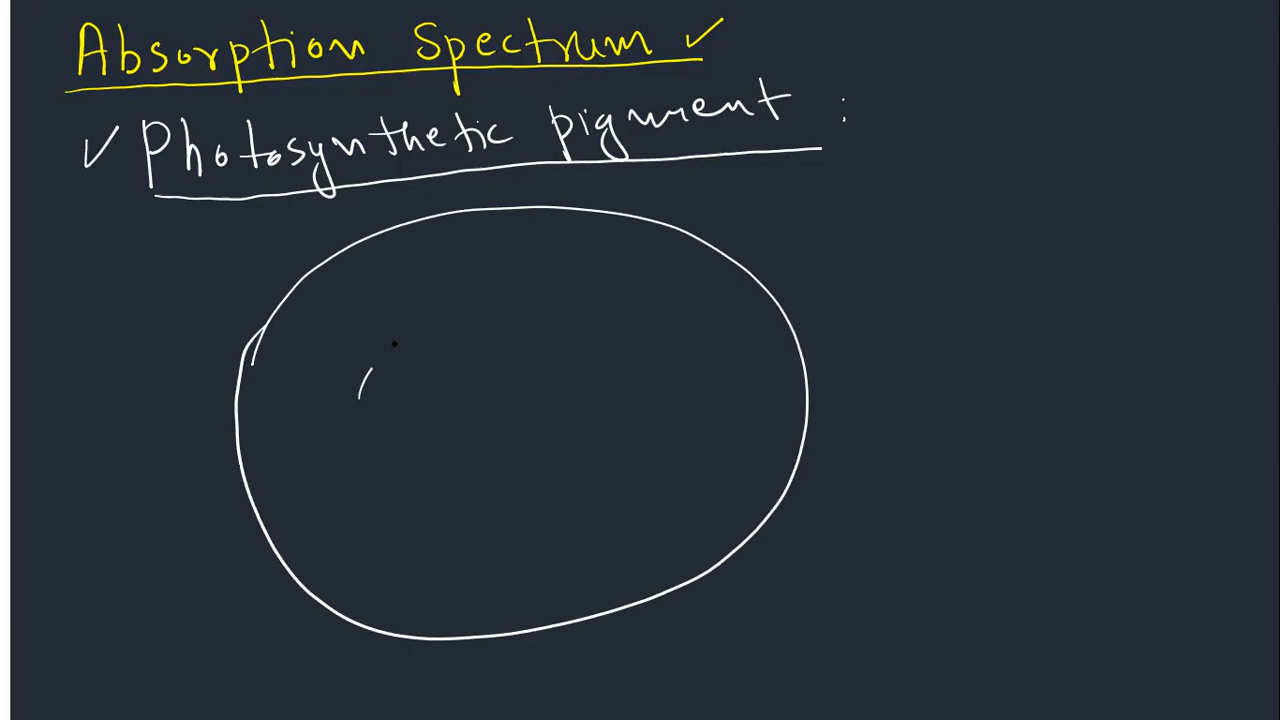 Absorption Spectrum ✓
✓ Photosynthetic pigment :